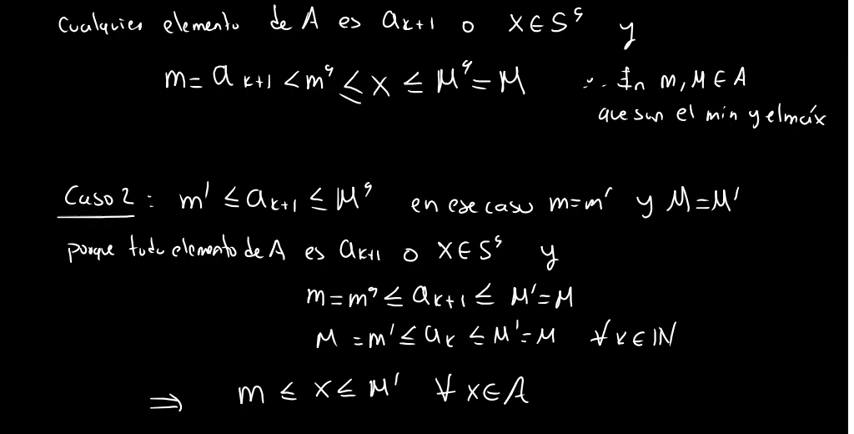 Cualquier elemento de A es a_{k+1} o x∈S' y
m = a_{k+1} < m' ≤ x ≤ M' = M ∴ ∃n m, M ∈ A
que sun el min y el máx
Caso 2 : m' ≤ a_{k+1} ≤ M' en ese caso m=m' y M=M'
porque todo elemento de A es a_{k+1} o x∈S' y
m = m' ≤ a_{k+1} ≤ M' = M
M = m' ≤ a_k ≤ M' = M ∀ k∈ℕ
⇒ m ≤ x ≤ M' ∀ x∈A